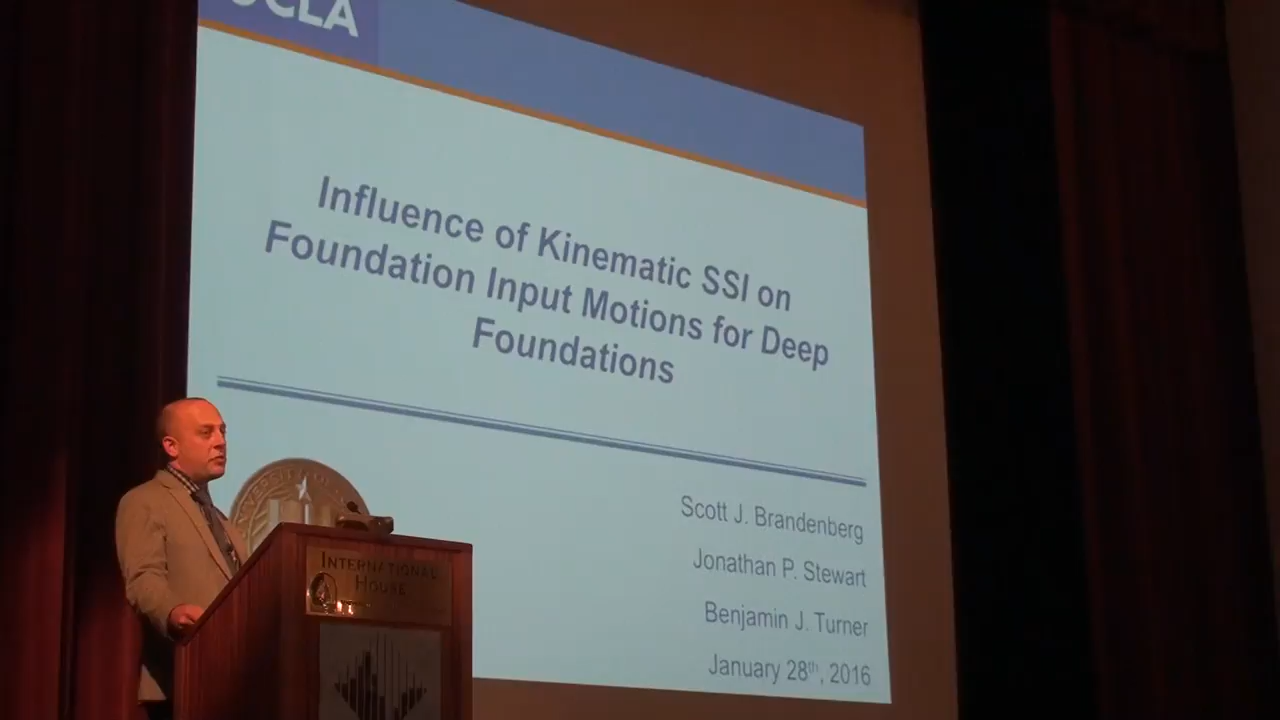 UCLA
Influence of Kinematic SSI on
Foundation Input Motions for Deep
Foundations
Scott J. Brandenberg
Jonathan P. Stewart
Benjamin J. Turner
January 28th, 2016
INTERNATIONAL
HOUSE